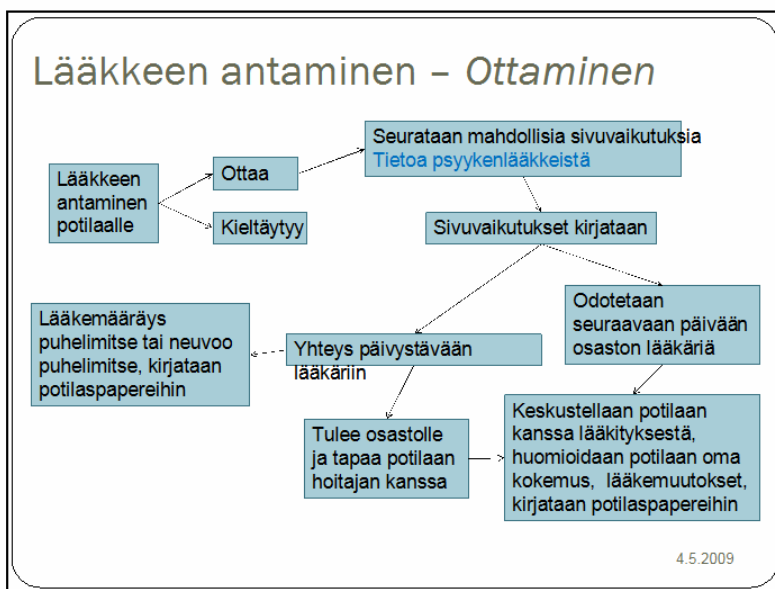 Lääkkeen antaminen – Ottaminen
Seurataan mahdollisia sivuvaikutuksia
Tietoa psyykenlääkkeistä
Ottaa
Lääkkeen
antaminen
potilaalle
Kieltäytyy
Sivuvaikutukset kirjataan
Odotetaan
seuraavaan päivään
osaston lääkäriä
Lääkemääräys
puhelimitse tai neuvoo
puhelimitse, kirjataan
potilaspapereihin
Yhteys päivystävään
lääkäriin
Tulee osastolle
ja tapaa potilaan
hoitajan kanssa
Keskustellaan potilaan
kanssa lääkityksestä,
huomioidaan potilaan oma
kokemus, lääkemuutokset,
kirjataan potilaspapereihin
4.5.2009